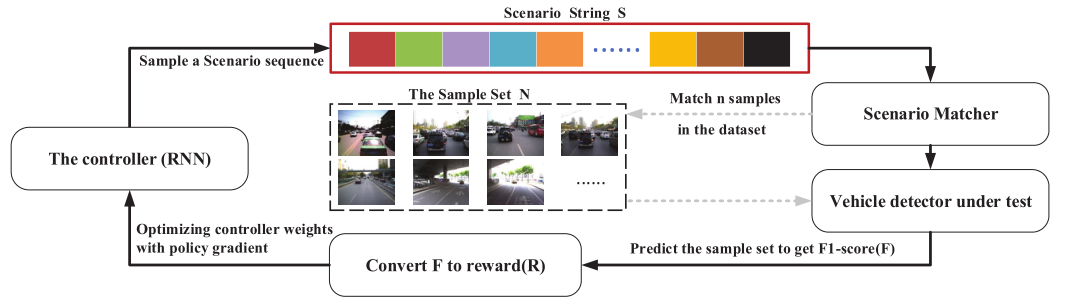 Scenario String S
Sample a Scenario sequence
The Sample Set N
Match n samples
in the dataset
Scenario Matcher
The controller (RNN)
......
Vehicle detector under test
Optimizing controller weights
with policy gradient
Predict the sample set to get F1-score(F)
Convert F to reward(R)